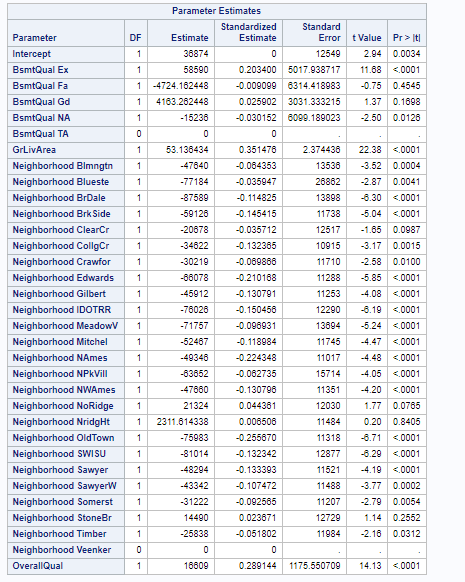 Parameter Estimates
Parameter DF Estimate Standardized Estimate Standard Error t Value Pr > |t|
Intercept 1 36874 0 12549 2.94 0.0034
BsmtQual Ex 1 58590 0.203400 5017.938717 11.68 <.0001
BsmtQual Fa 1 -4724.162448 -0.009099 6314.418983 -0.75 0.4545
BsmtQual Gd 1 4163.262448 0.025902 3031.333215 1.37 0.1698
BsmtQual NA 1 -15236 -0.030150 6099.189023 -2.50 0.0126
BsmtQual TA 0 0 0 . . .
GrLivArea 1 53.136434 0.351476 2.374436 22.38 <.0001
Neighborhood Blmngtn 1 -47640 -0.064353 13536 -3.52 0.0004
Neighborhood Blueste 1 -77184 -0.035947 26862 -2.87 0.0041
Neighborhood BrDale 1 -87589 -0.114825 13898 -6.30 <.0001
Neighborhood BrkSide 1 -59126 -0.145415 11738 -5.04 <.0001
Neighborhood ClearCr 1 -20678 -0.035712 12517 -1.65 0.0987
Neighborhood CollgCr 1 -34622 -0.132365 10915 -3.17 0.0015
Neighborhood Crawfor 1 -30219 -0.069866 11710 -2.58 0.0100
Neighborhood Edwards 1 -66078 -0.210168 11288 -5.85 <.0001
Neighborhood Gilbert 1 -45912 -0.130791 11253 -4.08 <.0001
Neighborhood IDOTRR 1 -76026 -0.150456 12290 -6.19 <.0001
Neighborhood MeadowV 1 -71757 -0.096931 13694 -5.24 <.0001
Neighborhood Mitchel 1 -52467 -0.118984 11745 -4.47 <.0001
Neighborhood NAmes 1 -49346 -0.224348 11017 -4.48 <.0001
Neighborhood NPkVill 1 -63652 -0.062735 15714 -4.05 <.0001
Neighborhood NWAmes 1 -47660 -0.130796 11351 -4.20 <.0001
Neighborhood NoRidge 1 21324 0.044361 12030 1.77 0.0765
Neighborhood NridgHt 1 2311.614338 0.006506 11484 0.20 0.8405
Neighborhood OldTown 1 -75983 -0.255670 11318 -6.71 <.0001
Neighborhood SWISU 1 -81014 -0.132342 12877 -6.29 <.0001
Neighborhood Sawyer 1 -48294 -0.133393 11521 -4.19 <.0001
Neighborhood SawyerW 1 -43342 -0.107472 11488 -3.77 0.0002
Neighborhood Somerst 1 -31222 -0.092565 11207 -2.79 0.0054
Neighborhood StoneBr 1 14490 0.023671 12729 1.14 0.2552
Neighborhood Timber 1 -25838 -0.051802 11984 -2.16 0.0312
Neighborhood Veenker 0 0 0 . . .
OverallQual 1 16609 0.289144 1175.550709 14.13 <.0001